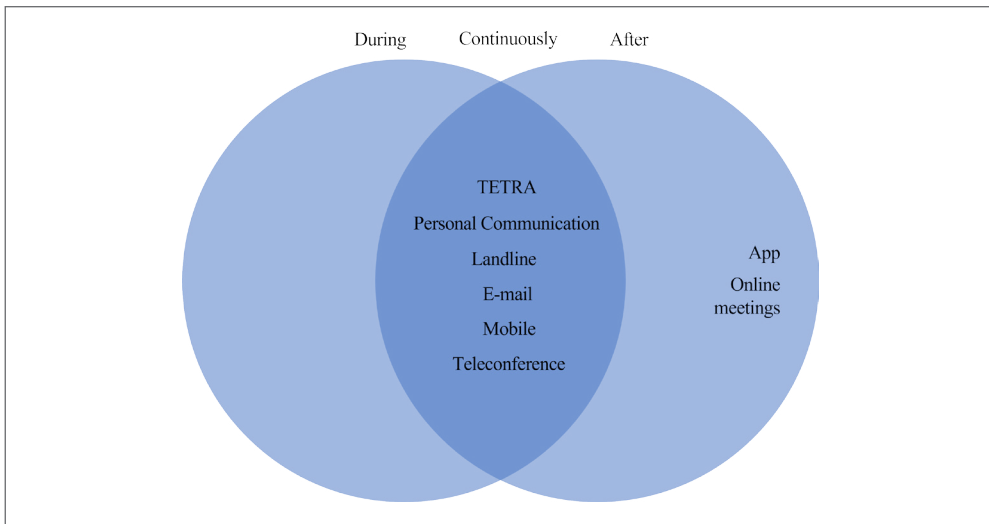 During Continuously After
TETRA
Personal Communication
Landline
E-mail
Mobile
Teleconference
App
Online
meetings